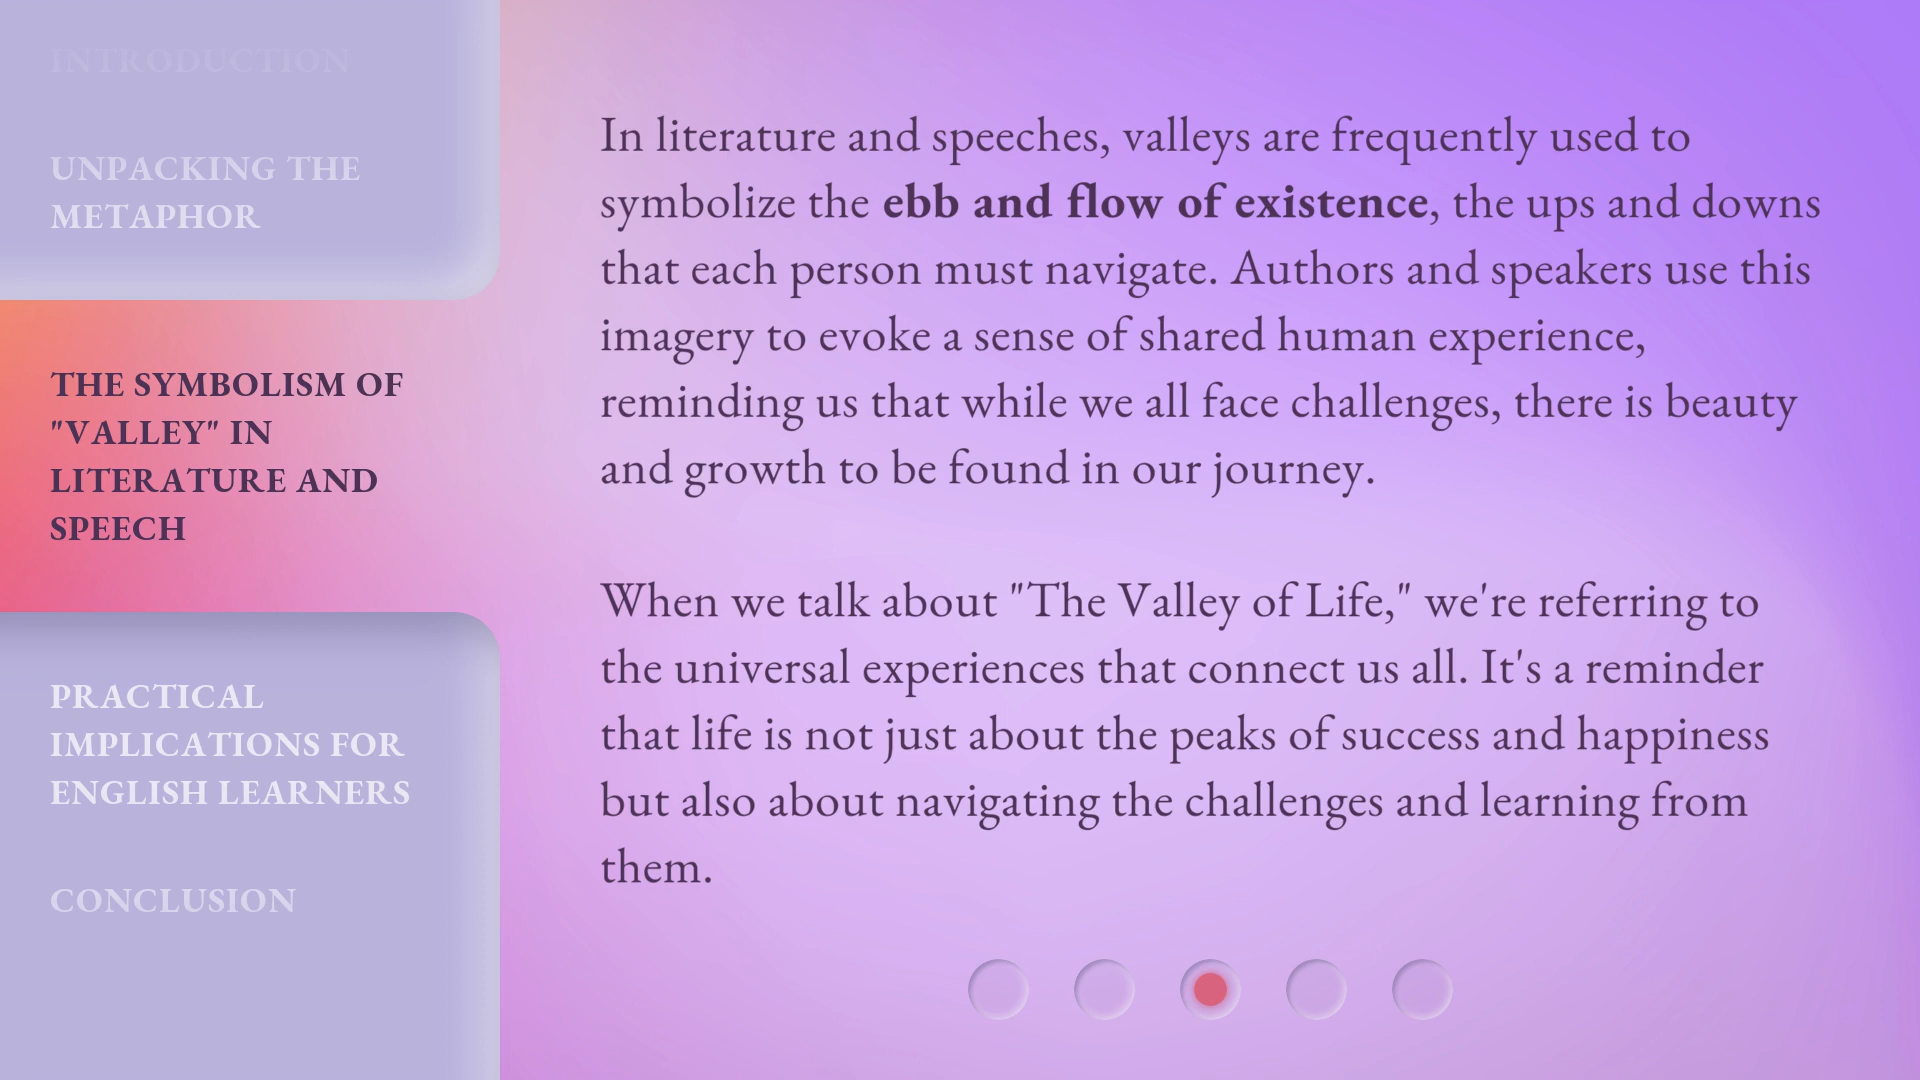 INTRODUCTION
UNPACKING THE
METAPHOR
THE SYMBOLISM OF
"VALLEY" IN
LITERATURE AND
SPEECH
PRACTICAL
IMPLICATIONS FOR
ENGLISH LEARNERS
CONCLUSION
In literature and speeches, valleys are frequently used to
symbolize the ebb and flow of existence, the ups and downs
that each person must navigate. Authors and speakers use this
imagery to evoke a sense of shared human experience,
reminding us that while we all face challenges, there is beauty
and growth to be found in our journey.
When we talk about "The Valley of Life," we're referring to
the universal experiences that connect us all. It's a reminder
that life is not just about the peaks of success and happiness
but also about navigating the challenges and learning from
them.